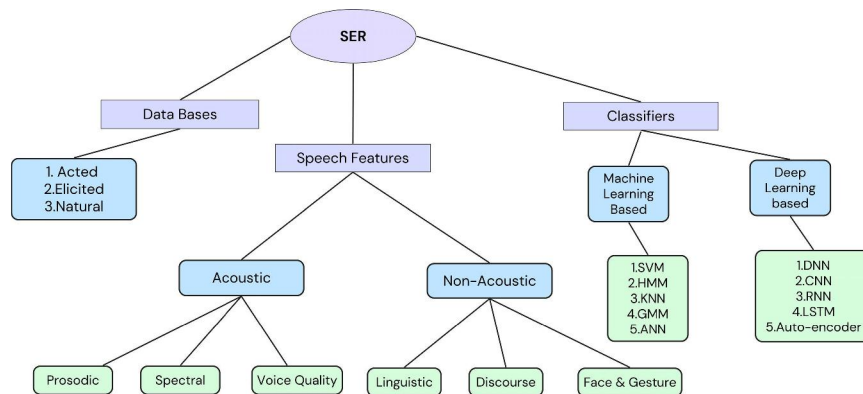 SER
Data Bases
Classifiers
Speech Features
1. Acted
2.Elicited
3.Natural
Machine
Learning
Based
Deep
Learning
based
Acoustic
Non-Acoustic
1.SVM
2.HMM
3.KNN
4.GMM
5.ANN
1.DNN
2.CNN
3.RNN
4.LSTM
5.Auto-encoder
Prosodic
Spectral
Voice Quality
Linguistic
Discourse
Face & Gesture